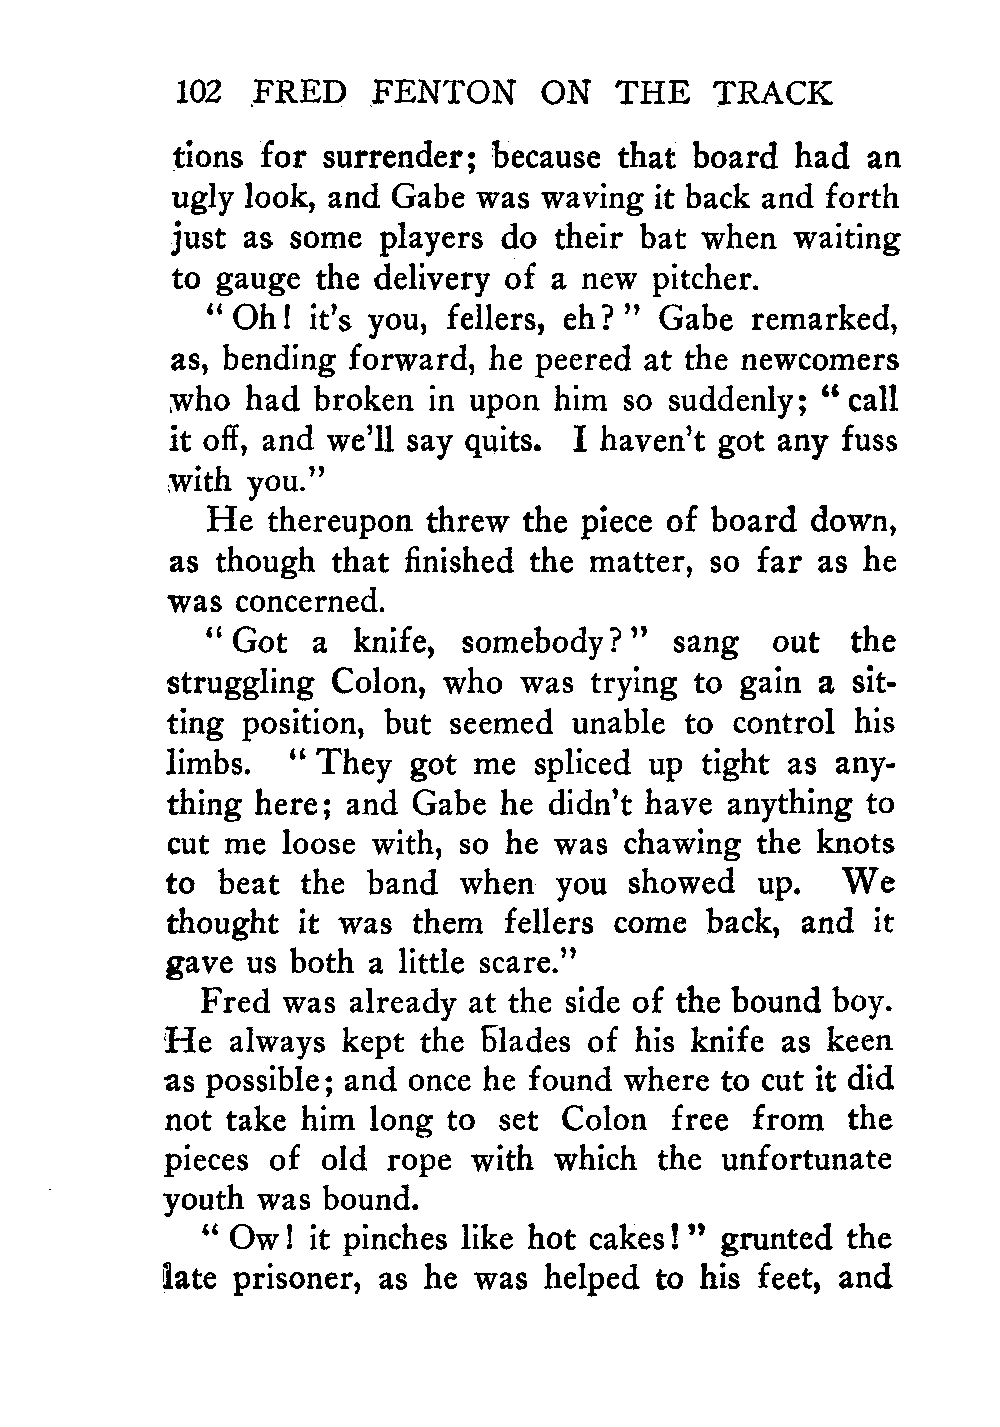 102 FRED FENTON ON THE TRACK
tions for surrender; because that board had an
ugly look, and Gabe was waving it back and forth
just as some players do their bat when waiting
to gauge the delivery of a new pitcher.
"Oh! it's you, fellers, eh?" Gabe remarked,
as, bending forward, he peered at the newcomers
who had broken in upon him so suddenly; "call
it off, and we'll say quits. I haven't got any fuss
with you."
He thereupon threw the piece of board down,
as though that finished the matter, so far as he
was concerned.
"Got a knife, somebody?" sang out the
struggling Colon, who was trying to gain a sit-
ting position, but seemed unable to control his
limbs. "They got me spliced up tight as any-
thing here; and Gabe he didn't have anything to
cut me loose with, so he was chawing the knots
to beat the band when you showed up. We
thought it was them fellers come back, and it
gave us both a little scare."
Fred was already at the side of the bound boy.
He always kept the blades of his knife as keen
as possible; and once he found where to cut it did
not take him long to set Colon free from the
pieces of old rope with which the unfortunate
youth was bound.
"Ow! it pinches like hot cakes!" grunted the
late prisoner, as he was helped to his feet, and